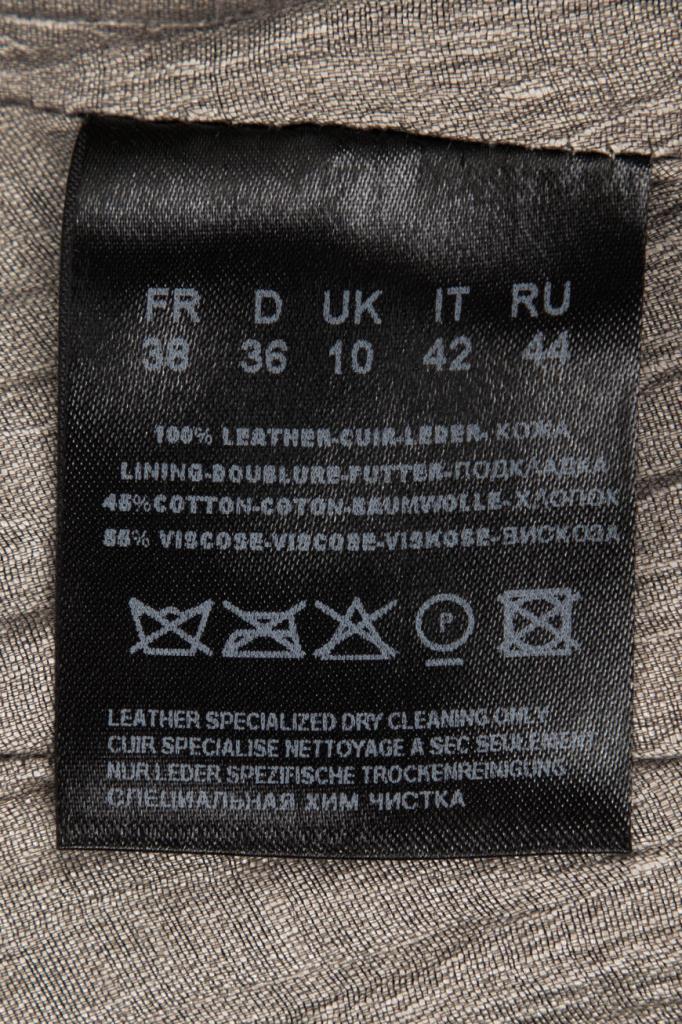 FR D UK IT RU
38 36 10 42 44
100% LEATHER-CUIR-LEDER, КОЖА
LINING-DOUBLURE-FUTTER-ПОДКЛАДКА
45%COTTON-COTON-BAUMWOLLE-ХЛОПОК
55% VISCOSE-VISCOSE-VISKOSE-ВИСКОЗА
P
LEATHER SPECIALIZED DRY CLEANING ONLY
CUIR SPECIALISE NETTOYAGE A SEC SEULEMENT
NUR LEDER SPEZIFISCHE TROCKENREINIGUNG
СПЕЦИАЛЬНАЯ ХИМ ЧИСТКА